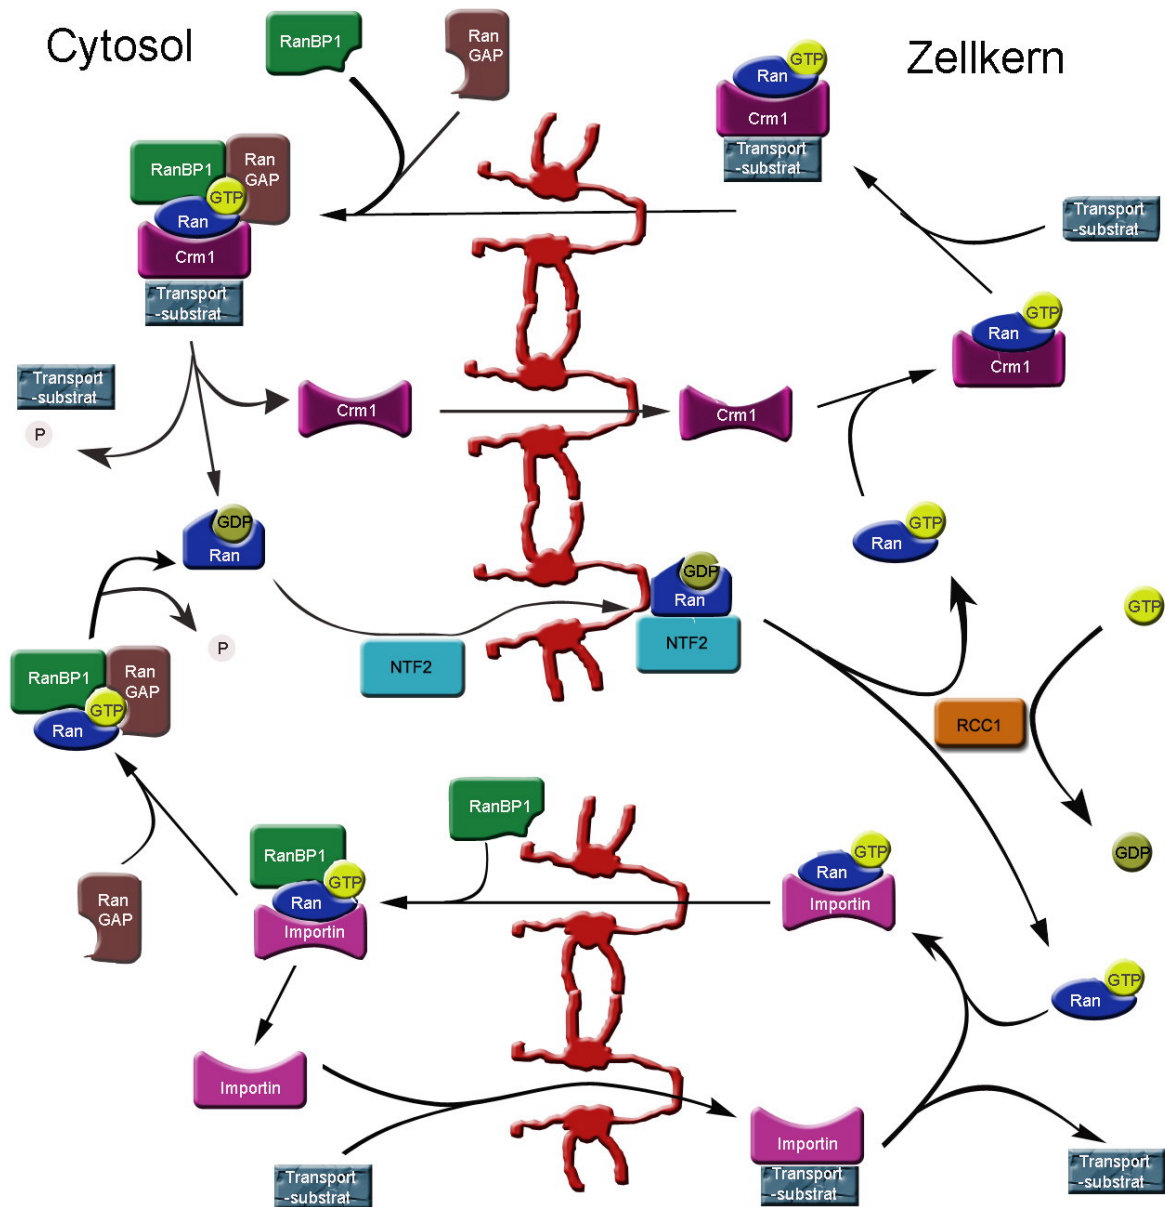 Cytosol
Zellkern
RanBP1
Ran
GAP
GTP
Ran
Crm1
Transport
-substrat
RanBP1
Ran
GAP
GTP
Ran
Crm1
Transport
-substrat
Transport
-substrat
GTP
Ran
Crm1
Transport
-substrat
P
Crm1
Crm1
GTP
Ran
GDP
Ran
GDP
Ran
NTF2
NTF2
GTP
P
RanBP1
Ran
GAP
GTP
Ran
RCC1
RanBP1
RanBP1
GTP
Ran
Importin
GTP
Ran
Importin
GDP
Ran
GAP
GTP
Ran
Importin
Importin
Transport
-substrat
Transport
-substrat
Transport
-substrat